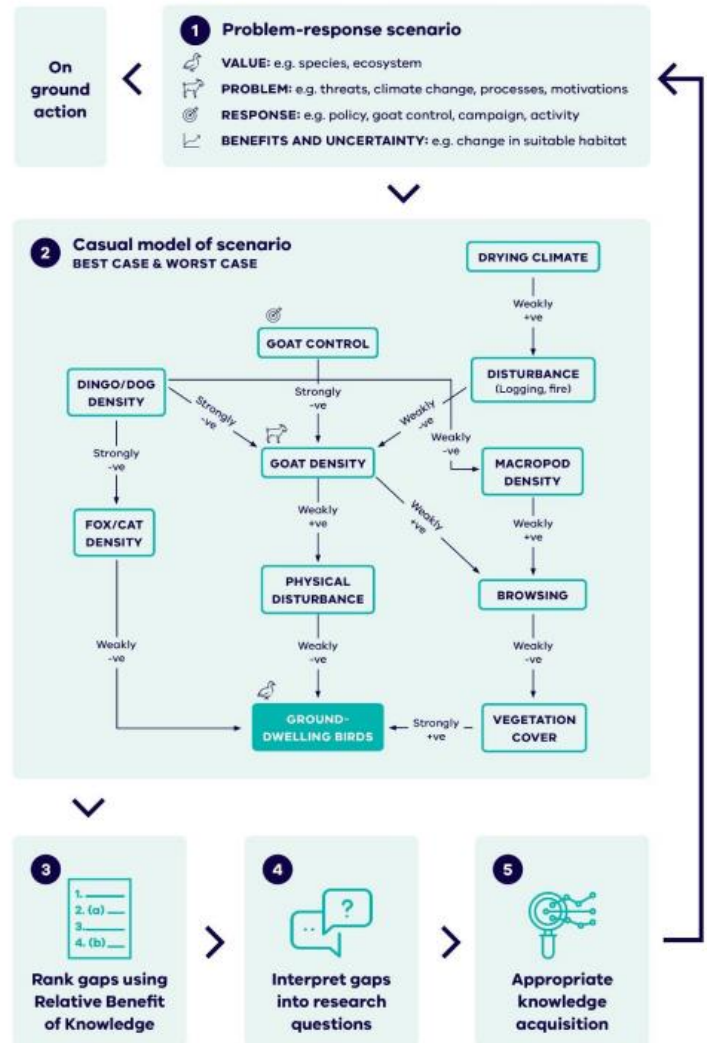 On
ground
action
1 Problem-response scenario
VALUE: e.g. species, ecosystem
PROBLEM: e.g. threats, climate change, processes, motivations
RESPONSE: e.g. policy, goat control, campaign, activity
BENEFITS AND UNCERTAINTY: e.g. change in suitable habitat
2 Casual model of scenario
BEST CASE & WORST CASE
DRYING CLIMATE
Weakly
+ve
GOAT CONTROL
DINGO/DOG
DENSITY
DISTURBANCE
(Logging, fire)
Strongly
-ve
Strongly
-ve
Weakly
-ve
Weakly
-ve
Strongly
-ve
GOAT DENSITY
MACROPOD
DENSITY
FOX/CAT
DENSITY
Weakly
+ve
Weakly
+ve
Weakly
+ve
PHYSICAL
DISTURBANCE
BROWSING
Weakly
-ve
Weakly
-ve
Weakly
-ve
GROUND-
DWELLING BIRDS
Strongly
+ve
VEGETATION
COVER
3
1.
2. (a)
3.
4. (b)
Rank gaps using
Relative Benefit
of Knowledge
4
?
Interpret gaps
into research
questions
5
Appropriate
knowledge
acquisition